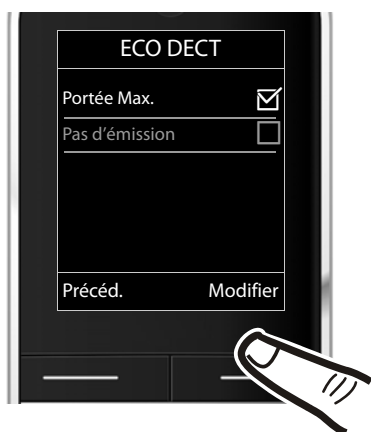 ECO DECT
Portée Max.
Pas d'émission
Précéd. Modifier